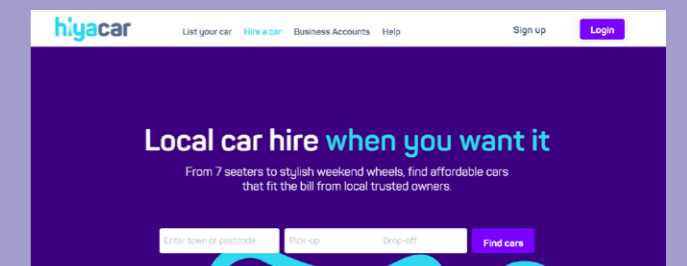 hiyacar
List your car Hire a car Business Accounts Help Sign up Login
Local car hire when you want it
From 7 seaters to stylish weekend wheels, find affordable cars
that fit the bill from local trusted owners.
Enter town or postcode Pick-up Drop-off Find cars